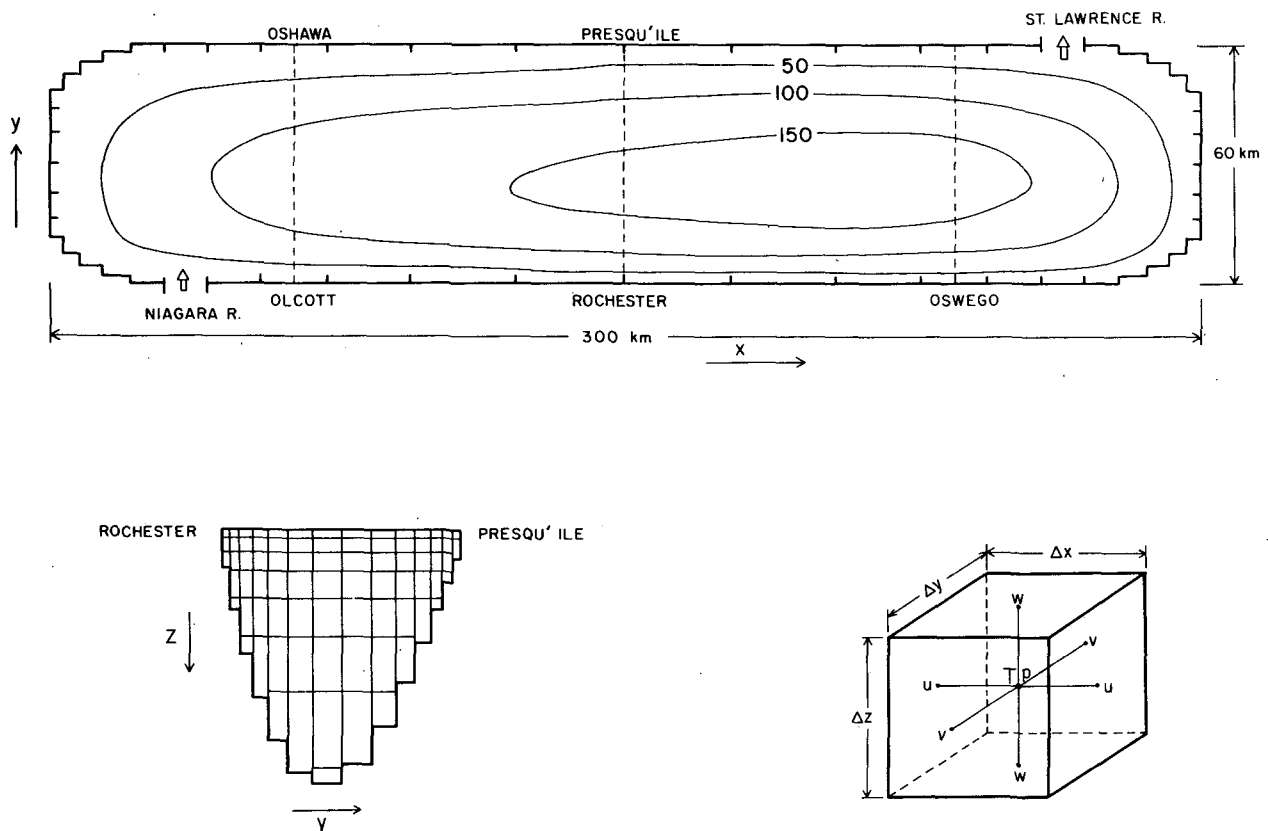 ST. LAWRENCE R.
OSHAWA
PRESQU'ILE
50
100
150
y
60 km
NIAGARA R.
OLCOTT
ROCHESTER
OSWEGO
300 km
x
ROCHESTER
PRESQU'ILE
Z
y
Δx
Δy
Δz
w
v
T p
u
u
v
w